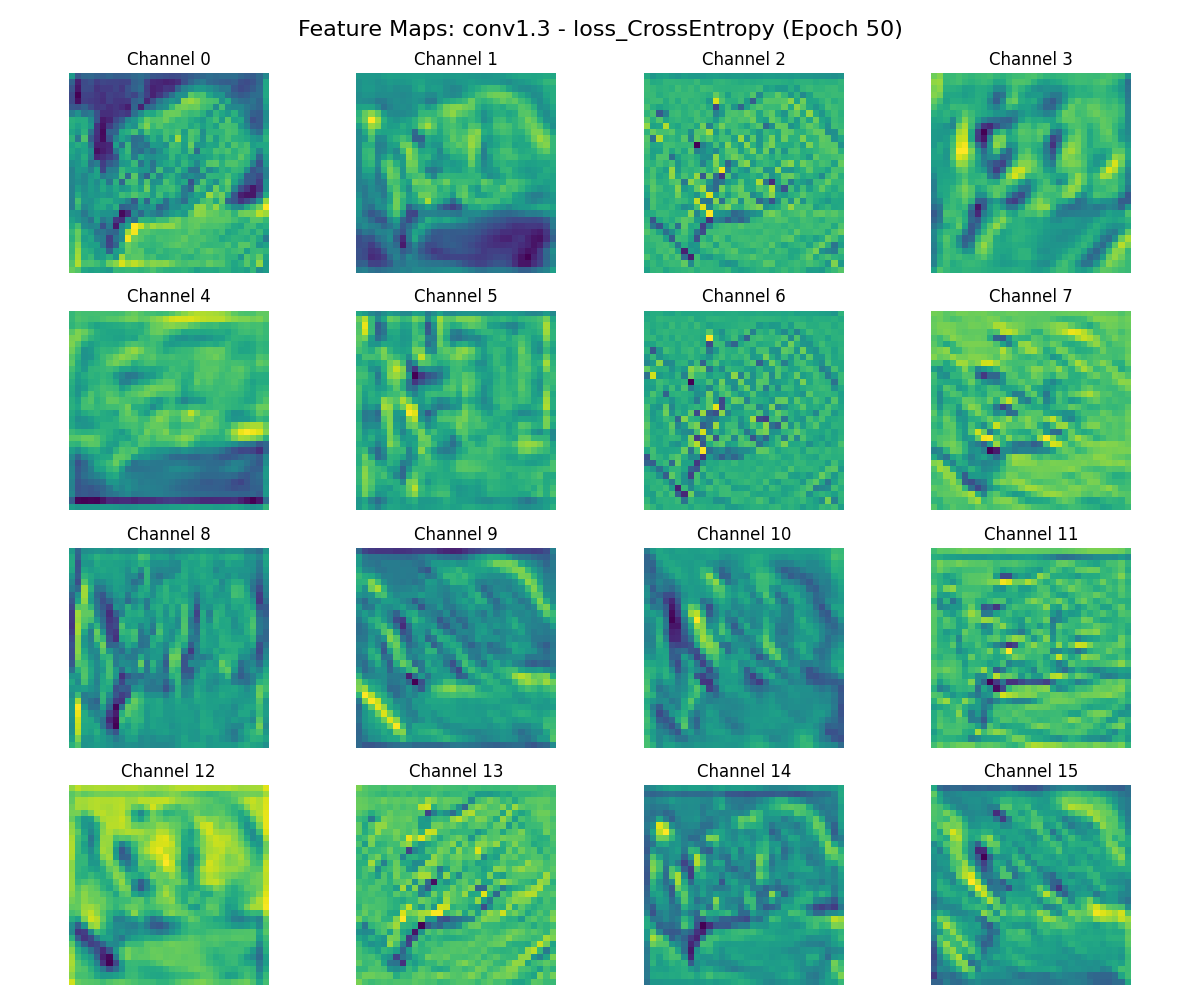 Feature Maps: conv1.3 - loss_CrossEntropy (Epoch 50)
Channel 0
Channel 1
Channel 2
Channel 3
Channel 4
Channel 5
Channel 6
Channel 7
Channel 8
Channel 9
Channel 10
Channel 11
Channel 12
Channel 13
Channel 14
Channel 15